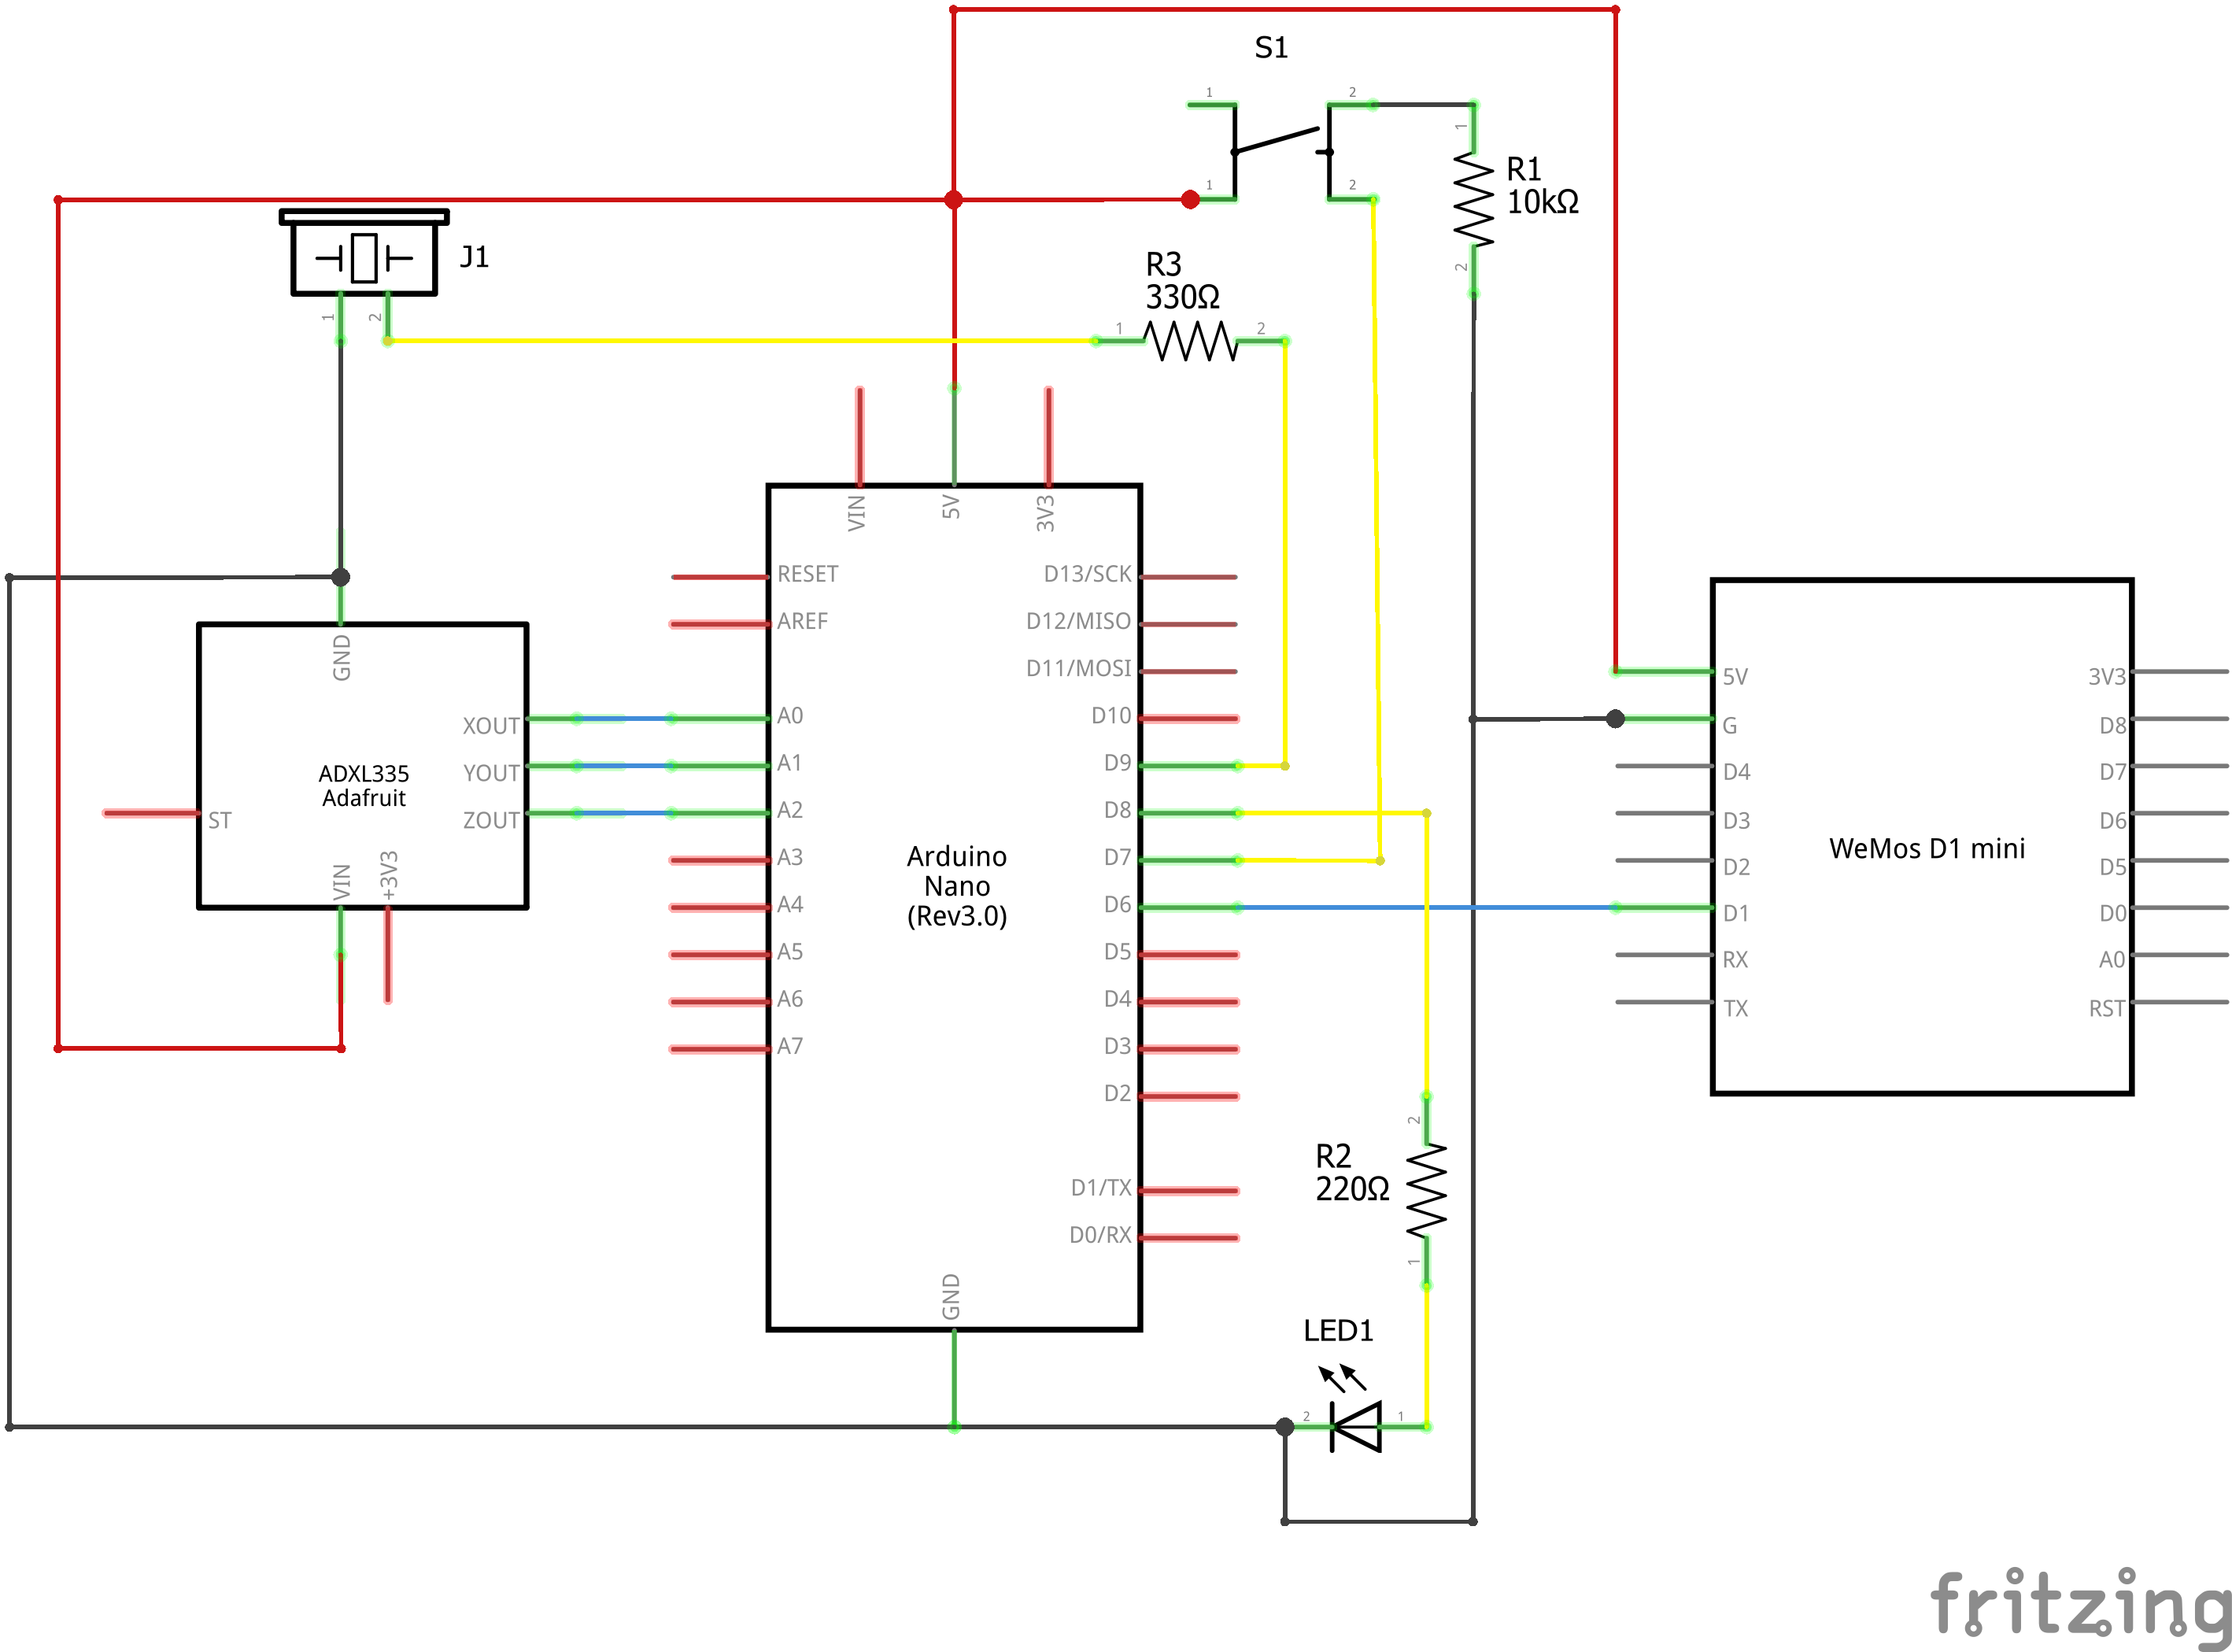 S1
1
2
1
R1
10kΩ
1
2
2
J1
R3
330Ω
1
2
1
2
VIN
5V
3V3
RESET
D13/SCK
AREF
D12/MISO
GND
D11/MOSI
5V
3V3
XOUT
A0
D10
G
D8
YOUT
A1
D9
D4
D7
ADXL335
Adafruit
ST
ZOUT
A2
D8
D3
D6
Arduino
Nano
(Rev3.0)
WeMos D1 mini
A3
D7
D2
D5
VIN
+3V3
A4
D6
D1
D0
A5
D5
RX
A0
A6
D4
TX
RST
A7
D3
D2
2
R2
220Ω
D1/TX
D0/RX
1
GND
LED1
2
1
fritzing